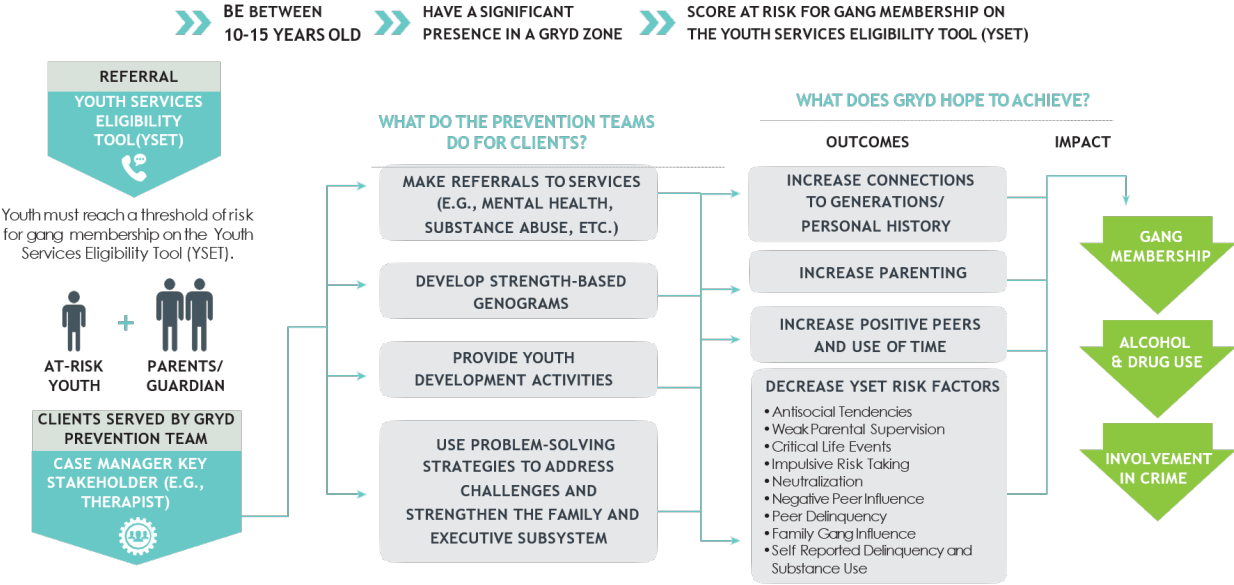 BE BETWEEN
10-15 YEARS OLD
HAVE A SIGNIFICANT
PRESENCE IN A GRYD ZONE
SCORE AT RISK FOR GANG MEMBERSHIP ON
THE YOUTH SERVICES ELIGIBILITY TOOL (YSET)
REFERRAL
YOUTH SERVICES
ELIGIBILITY
TOOL(YSET)
Youth must reach a threshold of risk
for gang membership on the Youth
Services Eligibility Tool (YSET).
+
AT-RISK
YOUTH
PARENTS/
GUARDIAN
CLIENTS SERVED BY GRYD
PREVENTION TEAM
CASE MANAGER KEY
STAKEHOLDER (E.G.,
THERAPIST)
WHAT DO THE PREVENTION TEAMS
DO FOR CLIENTS?
MAKE REFERRALS TO SERVICES
(E.G., MENTAL HEALTH,
SUBSTANCE ABUSE, ETC.)
DEVELOP STRENGTH-BASED
GENOGRAMS
PROVIDE YOUTH
DEVELOPMENT ACTIVITIES
USE PROBLEM-SOLVING
STRATEGIES TO ADDRESS
CHALLENGES AND
STRENGTHEN THE FAMILY AND
EXECUTIVE SUBSYSTEM
WHAT DOES GRYD HOPE TO ACHIEVE?
OUTCOMES
INCREASE CONNECTIONS
TO GENERATIONS/
PERSONAL HISTORY
INCREASE PARENTING
INCREASE POSITIVE PEERS
AND USE OF TIME
DECREASE YSET RISK FACTORS
• Antisocial Tendencies
• Weak Parental Supervision
• Critical Life Events
• Impulsive Risk Taking
• Neutralization
• Negative Peer Influence
• Peer Delinquency
• Family Gang Influence
• Self Reported Delinquency and
Substance Use
IMPACT
GANG
MEMBERSHIP
ALCOHOL
& DRUG USE
INVOLVEMENT
IN CRIME